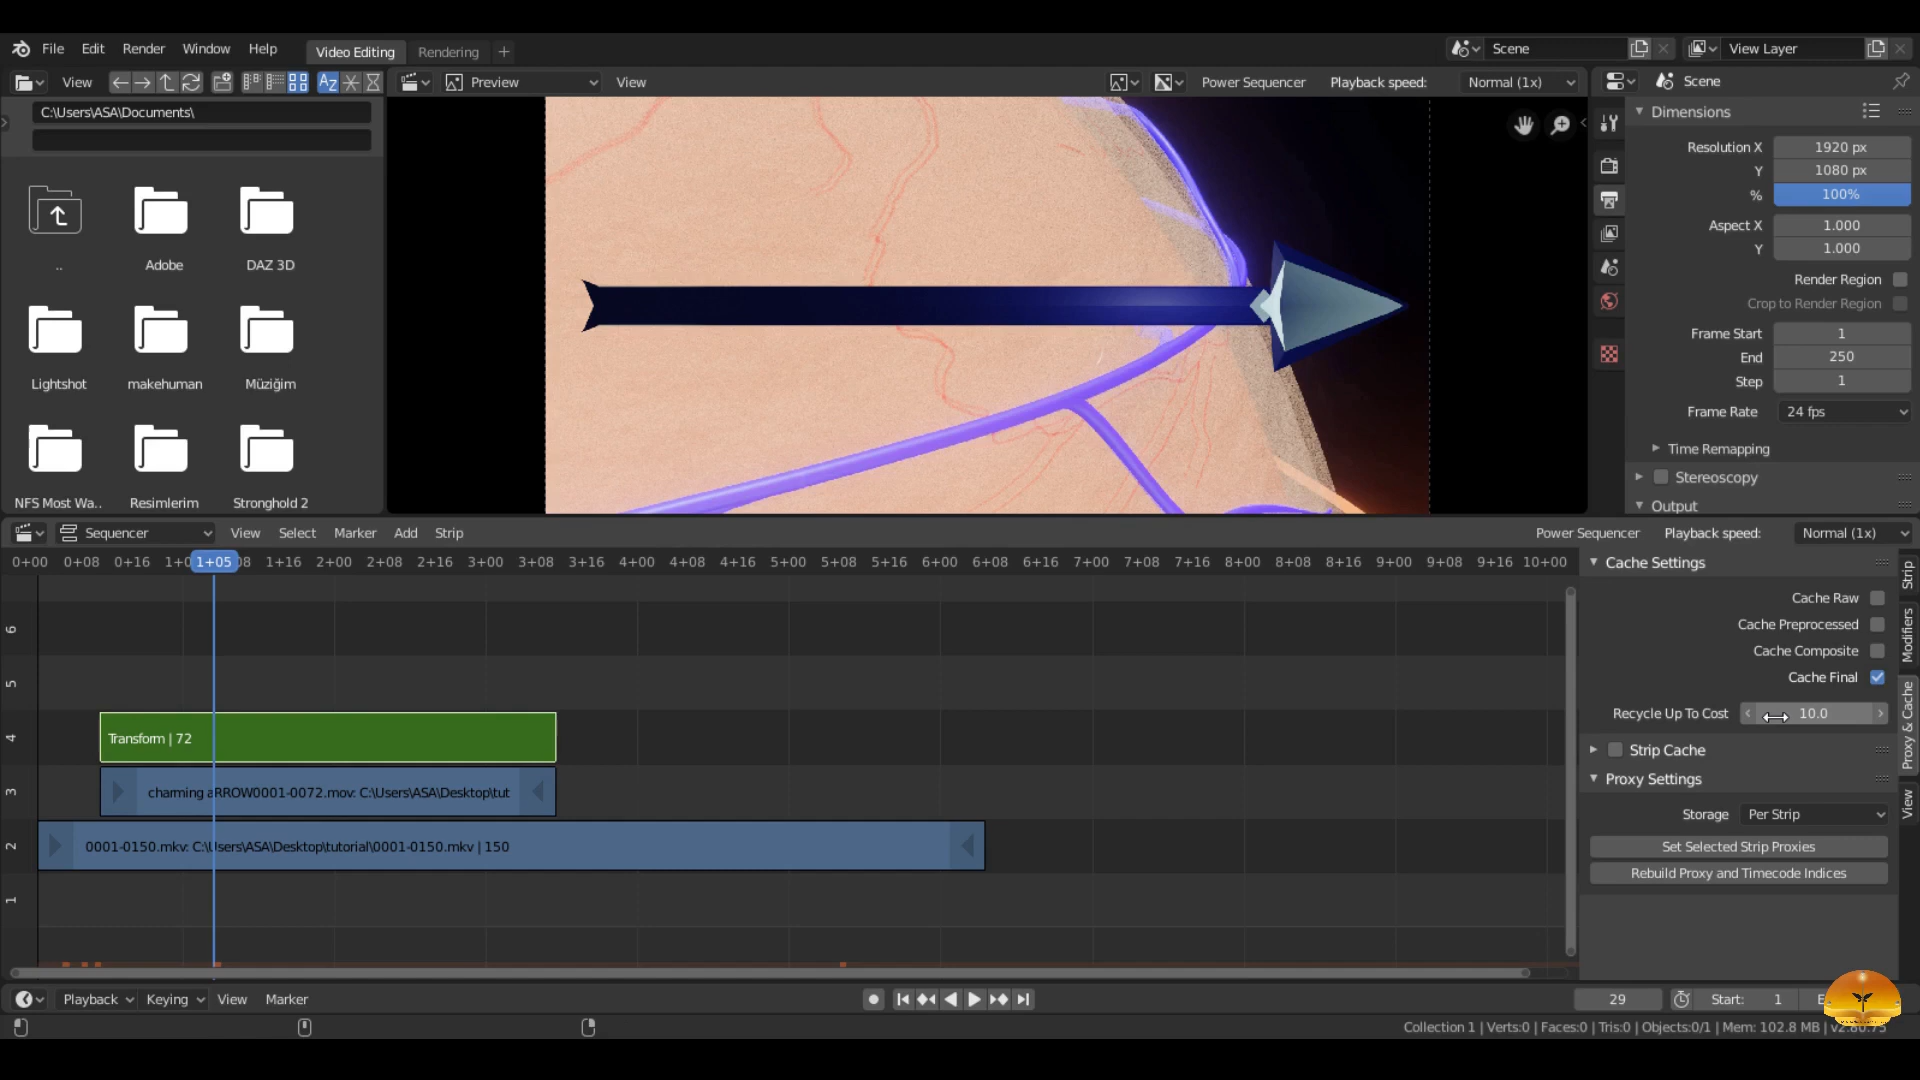 File Edit Render Window Help Video Editing Rendering + Scene View Layer
View Preview View Power Sequencer Playback speed: Normal (1x) Scene
C:\Users\ASA\Documents\
.. Adobe DAZ 3D
Lightshot makehuman Müziğim
NFS Most Wa.. Resimlerim Stronghold 2
Dimensions
Resolution X 1920 px
Y 1080 px
% 100%
Aspect X 1.000
Y 1.000
Render Region
Crop to Render Region
Frame Start 1
End 250
Step 1
Frame Rate 24 fps
Time Remapping
Stereoscopy
Output
Sequencer View Select Marker Add Strip Power Sequencer Playback speed: Normal (1x)
0+00 0+08 0+16 1+05 1+16 2+00 2+08 2+16 3+00 3+08 3+16 4+00 4+08 4+16 5+00 5+08 5+16 6+00 6+08 6+16 7+00 7+08 7+16 8+00 8+08 8+16 9+00 9+08 9+16 10+00
6
5
4 Transform | 72
3 charming aRROW0001-0072.mov: C:\Users\ASA\Desktop\tut
2 0001-0150.mkv: C:\Users\ASA\Desktop\tutorial\0001-0150.mkv | 150
1
Cache Settings
Cache Raw
Cache Preprocessed
Cache Composite
Cache Final
Recycle Up To Cost 10.0
Strip Cache
Proxy Settings
Storage Per Strip
Set Selected Strip Proxies
Rebuild Proxy and Timecode Indices
Strip
Modifiers
Proxy & Cache
View
Playback Keying View Marker 29 Start: 1
Collection 1 | Verts:0 | Faces:0 | Tris:0 | Objects:0/1 | Mem: 102.8 MB | v2.80.75